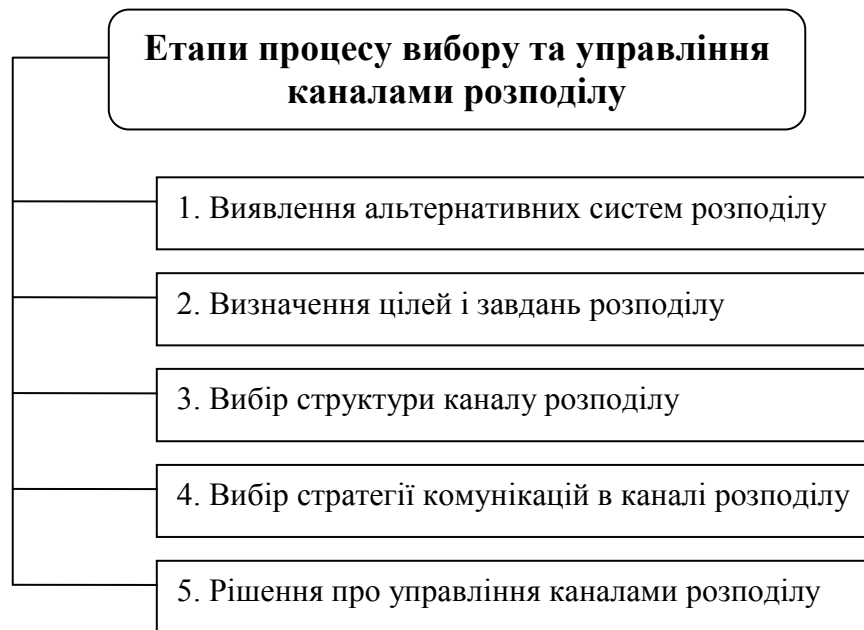 Етапи процесу вибору та управління
каналами розподілу
1. Виявлення альтернативних систем розподілу
2. Визначення цілей і завдань розподілу
3. Вибір структури каналу розподілу
4. Вибір стратегії комунікацій в каналі розподілу
5. Рішення про управління каналами розподілу